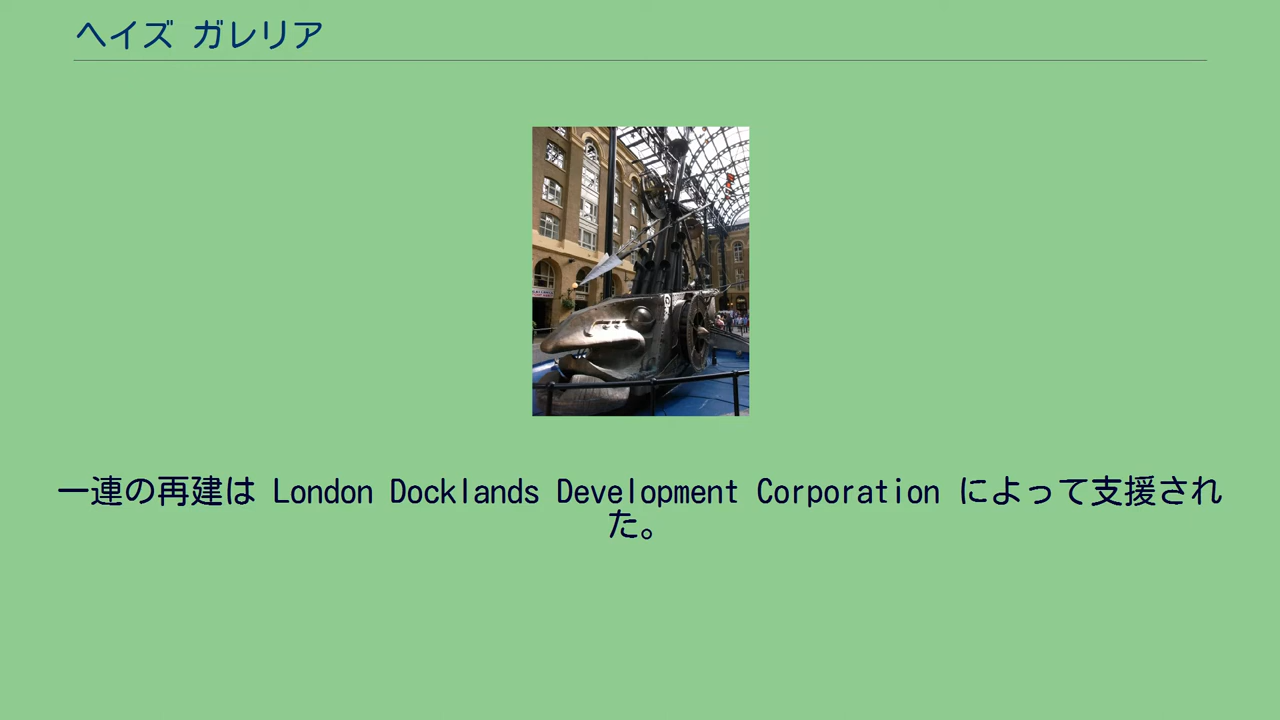 ヘイズ ガレリア
一連の再建は London Docklands Development Corporation によって支援され
た。